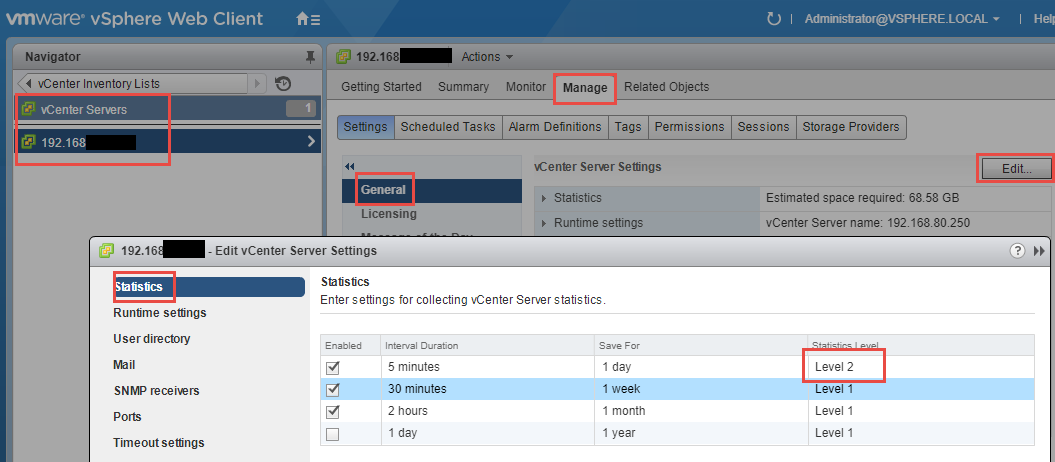 vmware® vSphere Web Client
Administrator@VSPHERE.LOCAL
Help
Navigator
vCenter Inventory Lists
vCenter Servers 1
192.168
192.168 Actions
Getting Started Summary Monitor Manage Related Objects
Settings Scheduled Tasks Alarm Definitions Tags Permissions Sessions Storage Providers
General
Licensing
Message of the Day
vCenter Server Settings
Edit...
Statistics Estimated space required: 68.58 GB
Runtime settings vCenter Server name: 192.168.80.250
192.168 - Edit vCenter Server Settings
Statistics
Runtime settings
User directory
Mail
SNMP receivers
Ports
Timeout settings
Statistics
Enter settings for collecting vCenter Server statistics.
Enabled Interval Duration Save For Statistics Level
5 minutes 1 day Level 2
30 minutes 1 week Level 1
2 hours 1 month Level 1
1 day 1 year Level 1